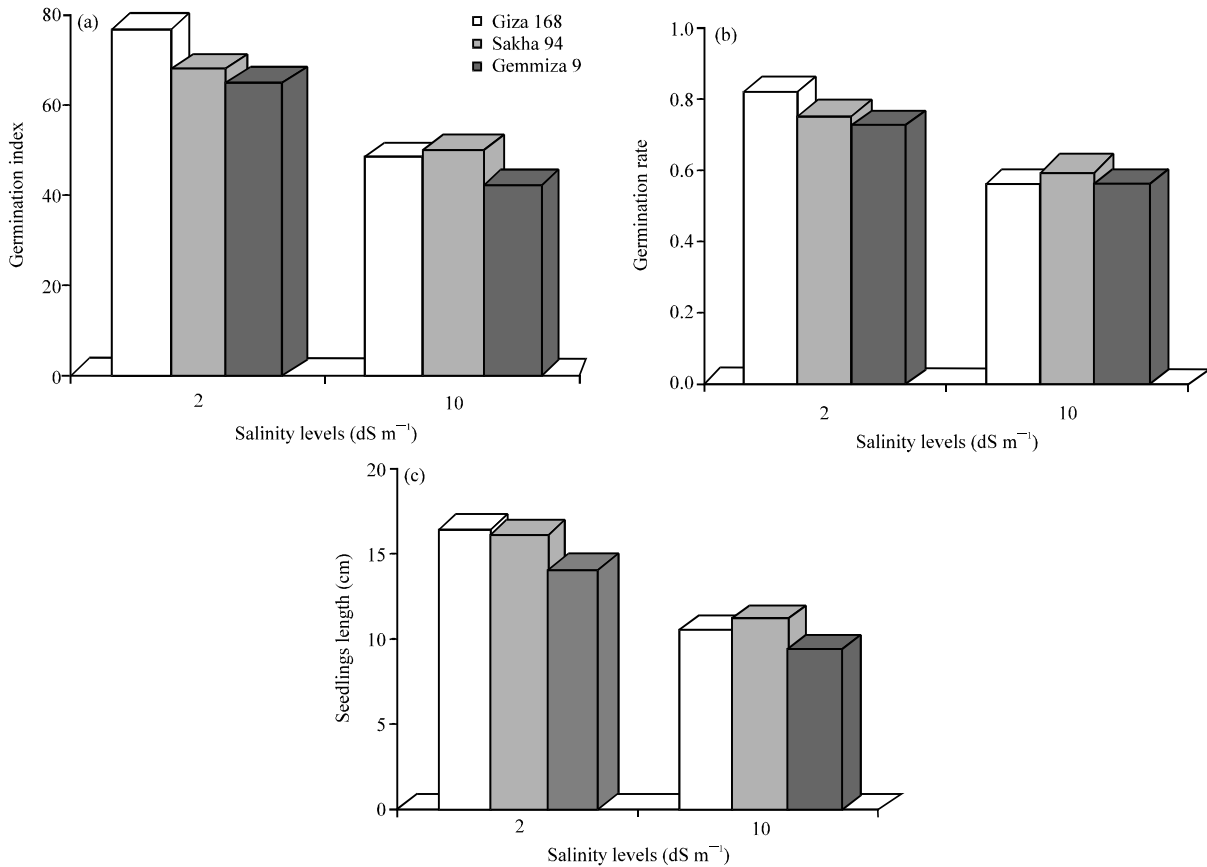 (a)
Giza 168
Sakha 94
Gemmiza 9
80
60
40
20
0
Germination index
2
10
Salinity levels (dS m⁻¹)
(b)
1.0
0.8
0.6
0.4
0.2
0.0
Germination rate
2
10
Salinity levels (dS m⁻¹)
(c)
20
15
10
5
0
Seedlings length (cm)
2
10
Salinity levels (dS m⁻¹)